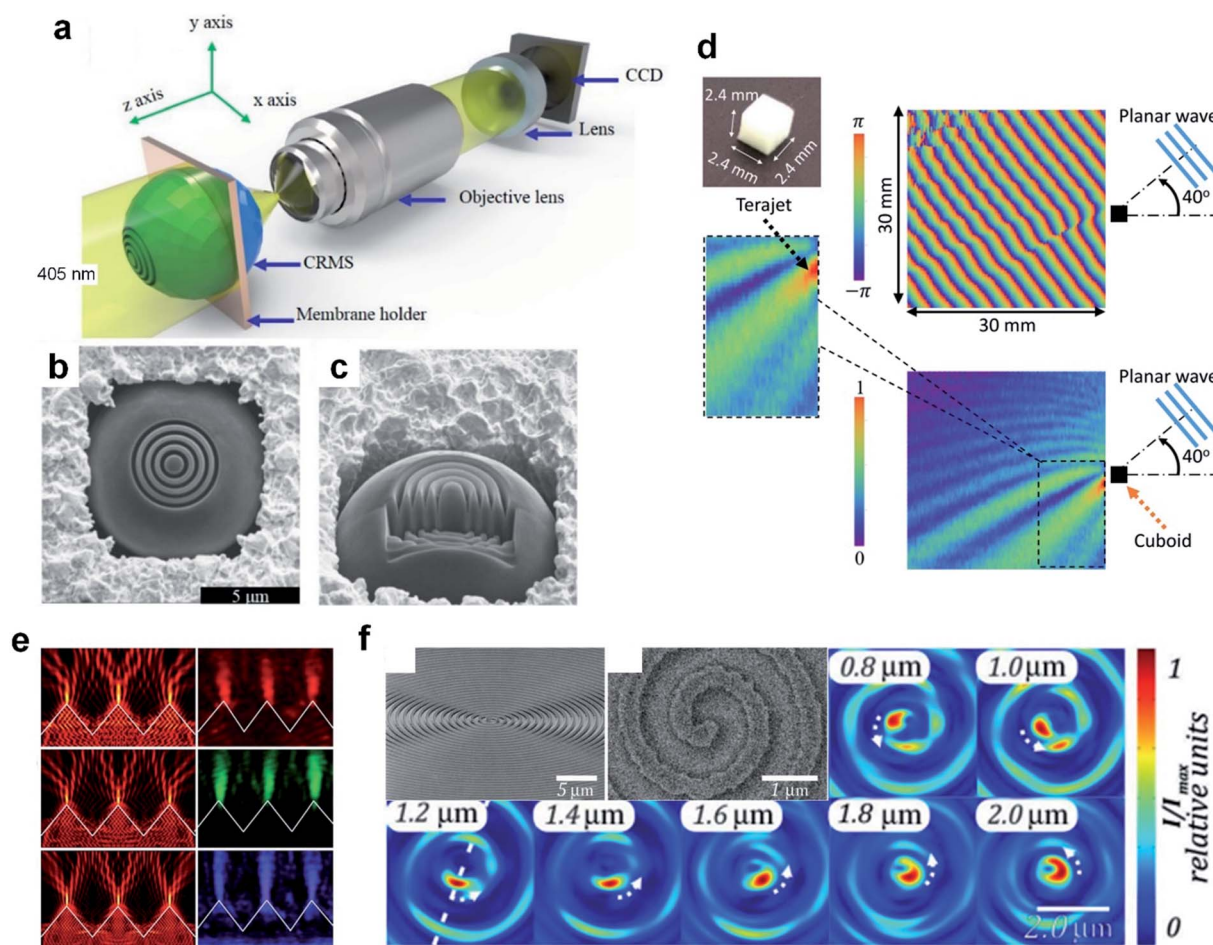 a
y axis
z axis
x axis
CCD
Lens
Objective lens
CRMS
405 nm
Membrane holder
b
5 μm
c
d
2.4 mm
2.4 mm
2.4 mm
Terajet
π
−π
30 mm
30 mm
Planar wave
40°
1
0
Planar wave
40°
Cuboid
e
f
5 μm
1 μm
0.8 μm
1.0 μm
1.2 μm
1.4 μm
1.6 μm
1.8 μm
2.0 μm
2.0 μm
1
I/I max
relative units
0